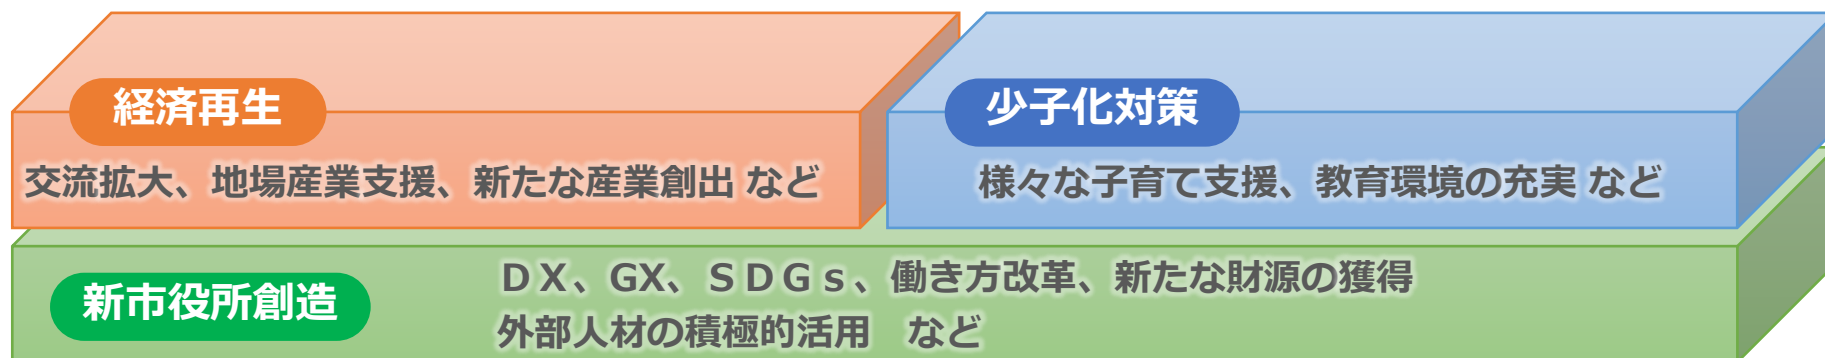 経済再生
交流拡大、地場産業支援、新たな産業創出 など
少子化対策
様々な子育て支援、教育環境の充実 など
新市役所創造
ＤＸ、GX、ＳＤＧｓ、働き方改革、新たな財源の獲得
外部人材の積極的活用　など